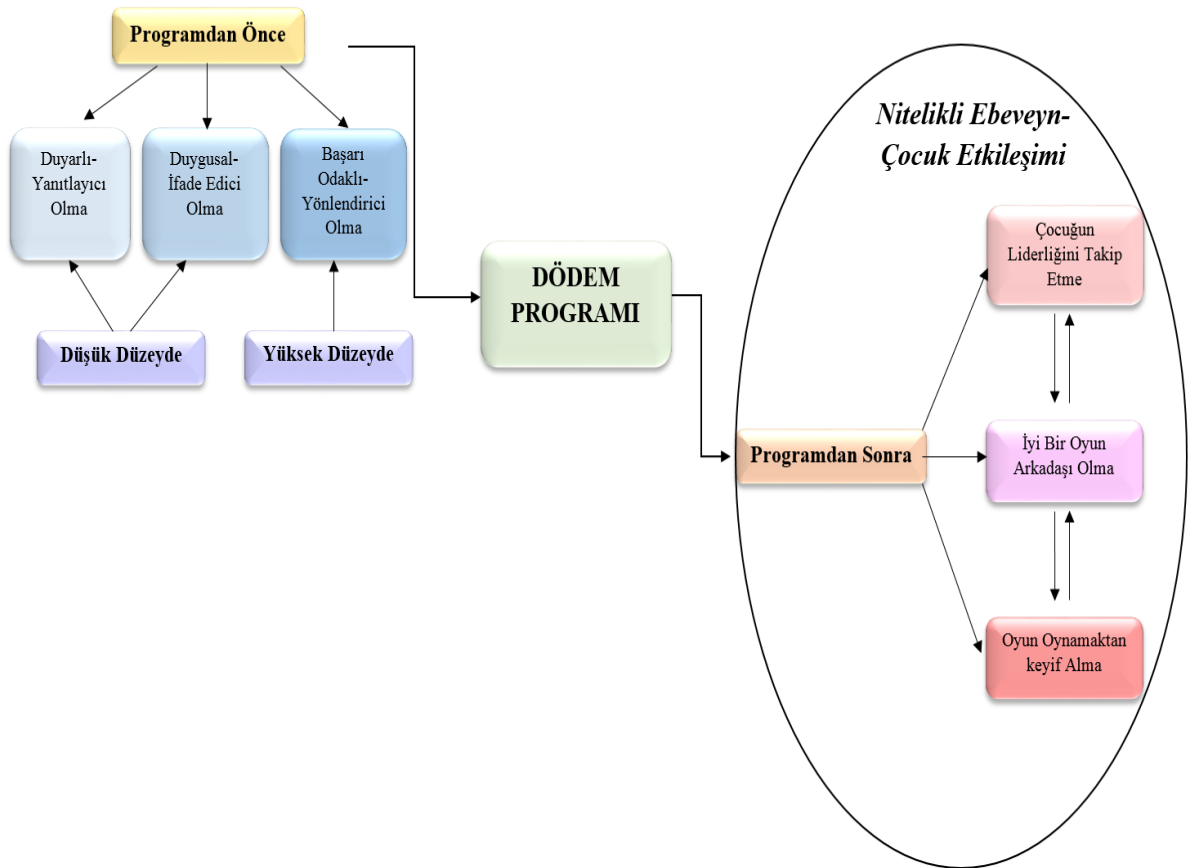 Programdan Önce
Duyarlı-
Yanıtlayıcı
Olma
Duygusal-
İfade Edici
Olma
Başarı
Odaklı-
Yönlendirici
Olma
Düşük Düzeyde
Yüksek Düzeyde
DÖDEM
PROGRAMI
Nitelikli Ebeveyn-
Çocuk Etkileşimi
Programdan Sonra
Çocuğun
Liderliğini Takip
Etme
İyi Bir Oyun
Arkadaşı Olma
Oyun Oynamaktan
keyif Alma